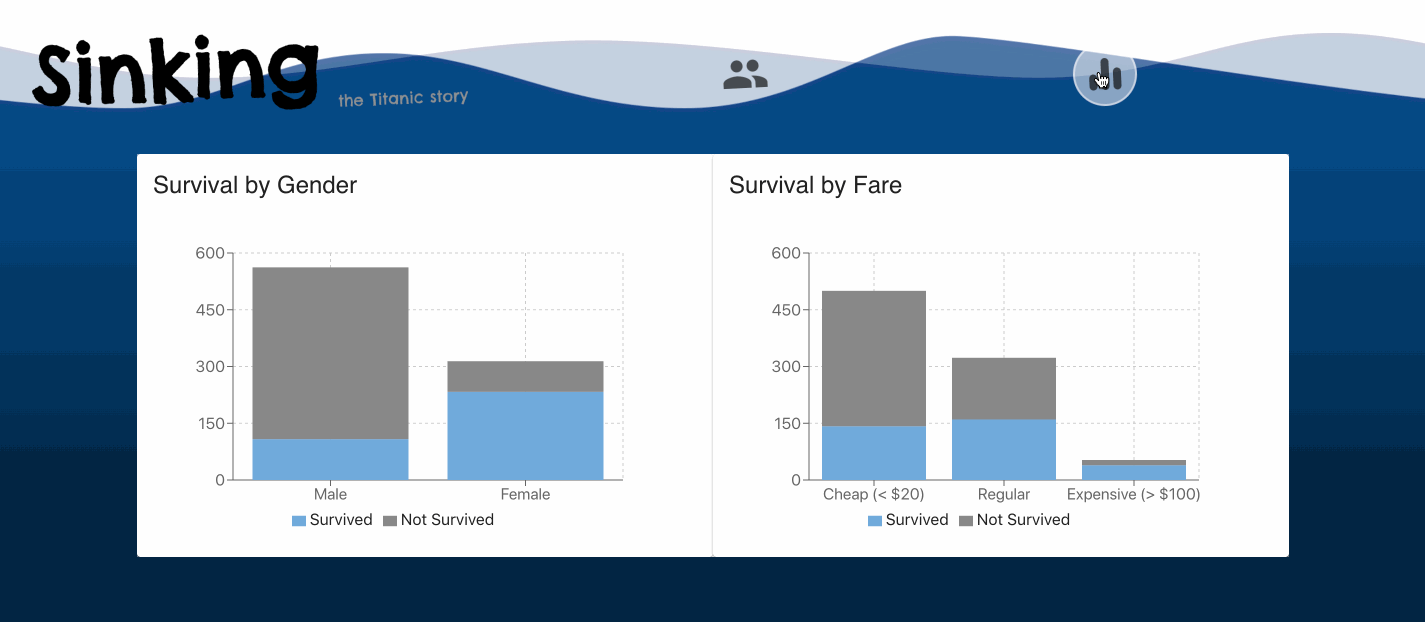 Sinking
the Titanic story
Survival by Gender
600
450
300
150
0
Male Female
Survived Not Survived
Survival by Fare
600
450
300
150
0
Cheap (< $20) Regular Expensive (> $100)
Survived Not Survived